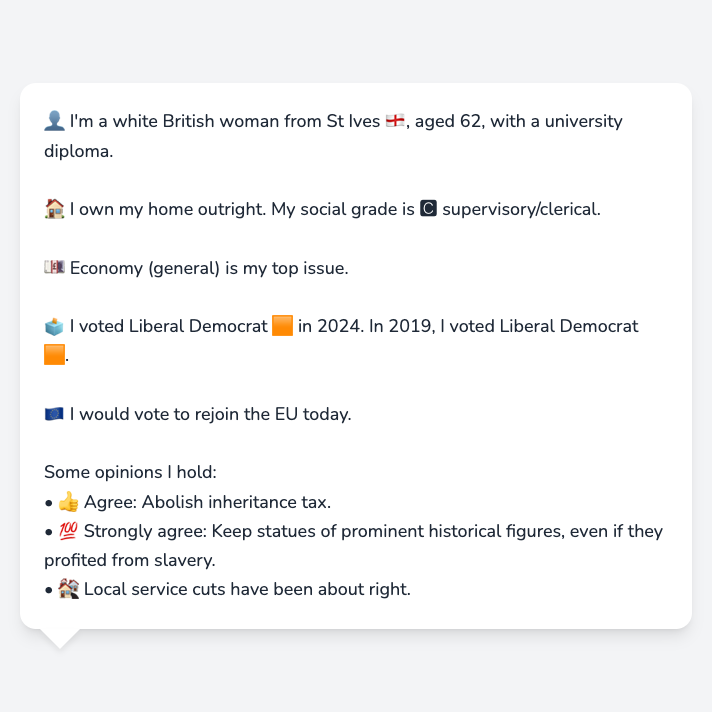 👤 I'm a white British woman from St Ives 🏴󠁧󠁢󠁥󠁮󠁧󠁿, aged 62, with a university
diploma.
🏠 I own my home outright. My social grade is 🅲 supervisory/clerical.
💷 Economy (general) is my top issue.
🗳️ I voted Liberal Democrat 🟧 in 2024. In 2019, I voted Liberal Democrat
🟧.
🇪🇺 I would vote to rejoin the EU today.
Some opinions I hold:
• 👍 Agree: Abolish inheritance tax.
• 💯 Strongly agree: Keep statues of prominent historical figures, even if they
profited from slavery.
• 🏘️ Local service cuts have been about right.